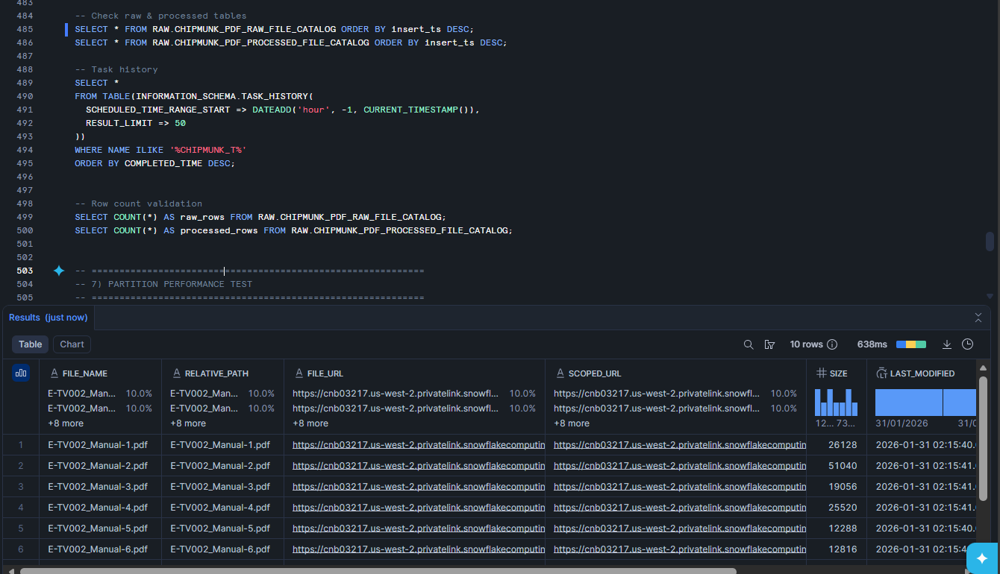 483
484 -- Check raw & processed tables
485 SELECT * FROM RAW.CHIPMUNK_PDF_RAW_FILE_CATALOG ORDER BY insert_ts DESC;
486 SELECT * FROM RAW.CHIPMUNK_PDF_PROCESSED_FILE_CATALOG ORDER BY insert_ts DESC;
487
488 -- Task history
489 SELECT *
490 FROM TABLE(INFORMATION_SCHEMA.TASK_HISTORY(
491 SCHEDULED_TIME_RANGE_START => DATEADD('hour', -1, CURRENT_TIMESTAMP()),
492 RESULT_LIMIT => 50
493 ))
494 WHERE NAME ILIKE '%CHIPMUNK_T%'
495 ORDER BY COMPLETED_TIME DESC;
496
497
498 -- Row count validation
499 SELECT COUNT(*) AS raw_rows FROM RAW.CHIPMUNK_PDF_RAW_FILE_CATALOG;
500 SELECT COUNT(*) AS processed_rows FROM RAW.CHIPMUNK_PDF_PROCESSED_FILE_CATALOG;
501
502
503 -- ============================================================
504 -- 7) PARTITION PERFORMANCE TEST
505 -- ============================================================
Results (just now)
Table Chart 10 rows 638ms
FILE_NAME RELATIVE_PATH FILE_URL SCOPED_URL SIZE LAST_MODIFIED
E-TV002_Man... 10.0% E-TV002_Man... 10.0% https://cnb03217.us-west-2.privatelink.snowfl... 10.0% https://cnb03217.us-west-2.privatelink.snowfl... 10.0%
E-TV002_Man... 10.0% E-TV002_Man... 10.0% https://cnb03217.us-west-2.privatelink.snowfl... 10.0% https://cnb03217.us-west-2.privatelink.snowfl... 10.0%
+8 more +8 more +8 more +8 more 12... 73... 31/01/2026 31/0
1 E-TV002_Manual-1.pdf E-TV002_Manual-1.pdf https://cnb03217.us-west-2.privatelink.snowflakecomputin https://cnb03217.us-west-2.privatelink.snowflakecomputin 26128 2026-01-31 02:15:40.
2 E-TV002_Manual-2.pdf E-TV002_Manual-2.pdf https://cnb03217.us-west-2.privatelink.snowflakecomputin https://cnb03217.us-west-2.privatelink.snowflakecomputin 51040 2026-01-31 02:15:41.
3 E-TV002_Manual-3.pdf E-TV002_Manual-3.pdf https://cnb03217.us-west-2.privatelink.snowflakecomputin https://cnb03217.us-west-2.privatelink.snowflakecomputin 19056 2026-01-31 02:15:41.
4 E-TV002_Manual-4.pdf E-TV002_Manual-4.pdf https://cnb03217.us-west-2.privatelink.snowflakecomputin https://cnb03217.us-west-2.privatelink.snowflakecomputin 25520 2026-01-31 02:15:41.
5 E-TV002_Manual-5.pdf E-TV002_Manual-5.pdf https://cnb03217.us-west-2.privatelink.snowflakecomputin https://cnb03217.us-west-2.privatelink.snowflakecomputin 12288 2026-01-31 02:15:40.
6 E-TV002_Manual-6.pdf E-TV002_Manual-6.pdf https://cnb03217.us-west-2.privatelink.snowflakecomputin https://cnb03217.us-west-2.privatelink.snowflakecomputin 12816 2026-01-31 02:15:4